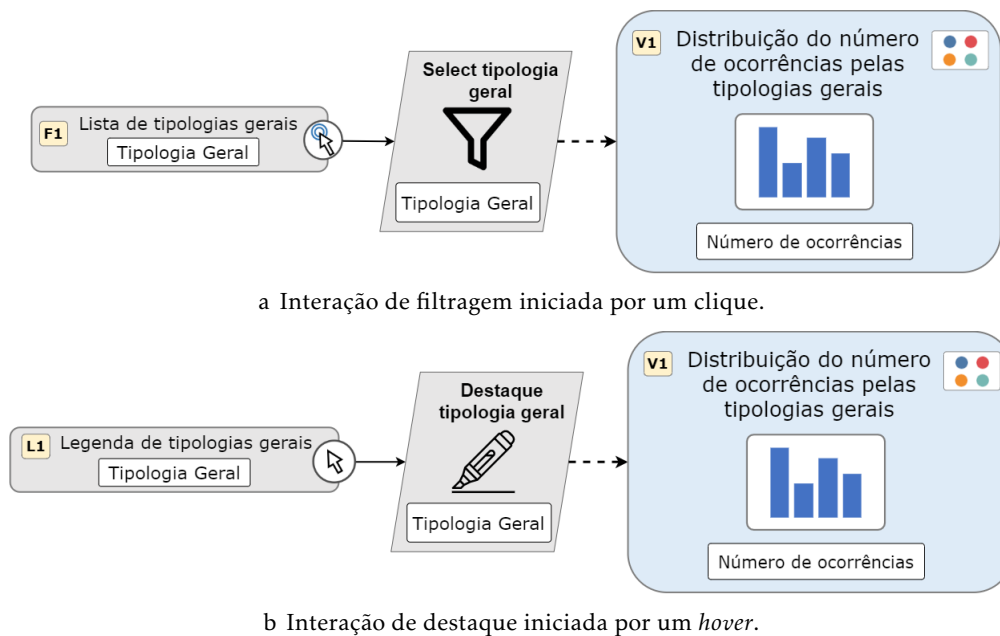 F1
Lista de tipologias gerais
Tipologia Geral
Select tipologia
geral
Tipologia Geral
V1
Distribuição do número
de ocorrências pelas
tipologias gerais
Número de ocorrências
a Interação de filtragem iniciada por um clique.
L1
Legenda de tipologias gerais
Tipologia Geral
Destaque
tipologia geral
Tipologia Geral
V1
Distribuição do número
de ocorrências pelas
tipologias gerais
Número de ocorrências
b Interação de destaque iniciada por um hover.